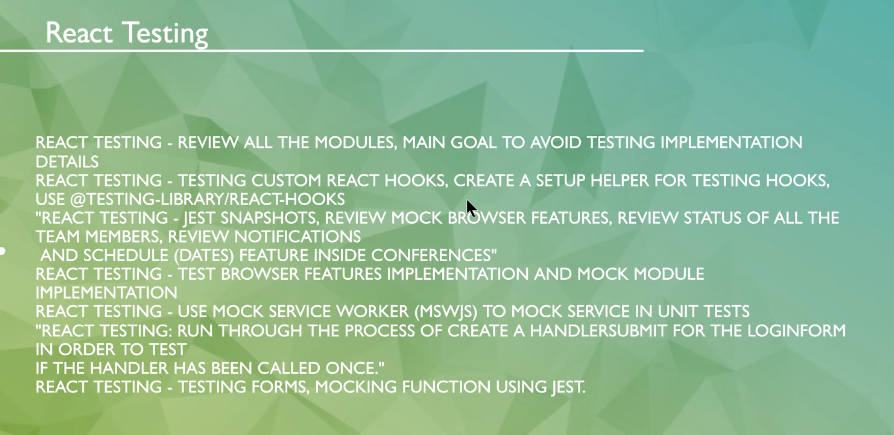 React Testing
REACT TESTING - REVIEW ALL THE MODULES, MAIN GOAL TO AVOID TESTING IMPLEMENTATION
DETAILS
REACT TESTING - TESTING CUSTOM REACT HOOKS, CREATE A SETUP HELPER FOR TESTING HOOKS,
USE @TESTING-LIBRARY/REACT-HOOKS
"REACT TESTING - JEST SNAPSHOTS, REVIEW MOCK BROWSER FEATURES, REVIEW STATUS OF ALL THE
TEAM MEMBERS, REVIEW NOTIFICATIONS
AND SCHEDULE (DATES) FEATURE INSIDE CONFERENCES"
REACT TESTING - TEST BROWSER FEATURES IMPLEMENTATION AND MOCK MODULE
IMPLEMENTATION
REACT TESTING - USE MOCK SERVICE WORKER (MSWJS) TO MOCK SERVICE IN UNIT TESTS
"REACT TESTING: RUN THROUGH THE PROCESS OF CREATE A HANDLERSUBMIT FOR THE LOGINFORM
IN ORDER TO TEST
IF THE HANDLER HAS BEEN CALLED ONCE."
REACT TESTING - TESTING FORMS, MOCKING FUNCTION USING JEST.